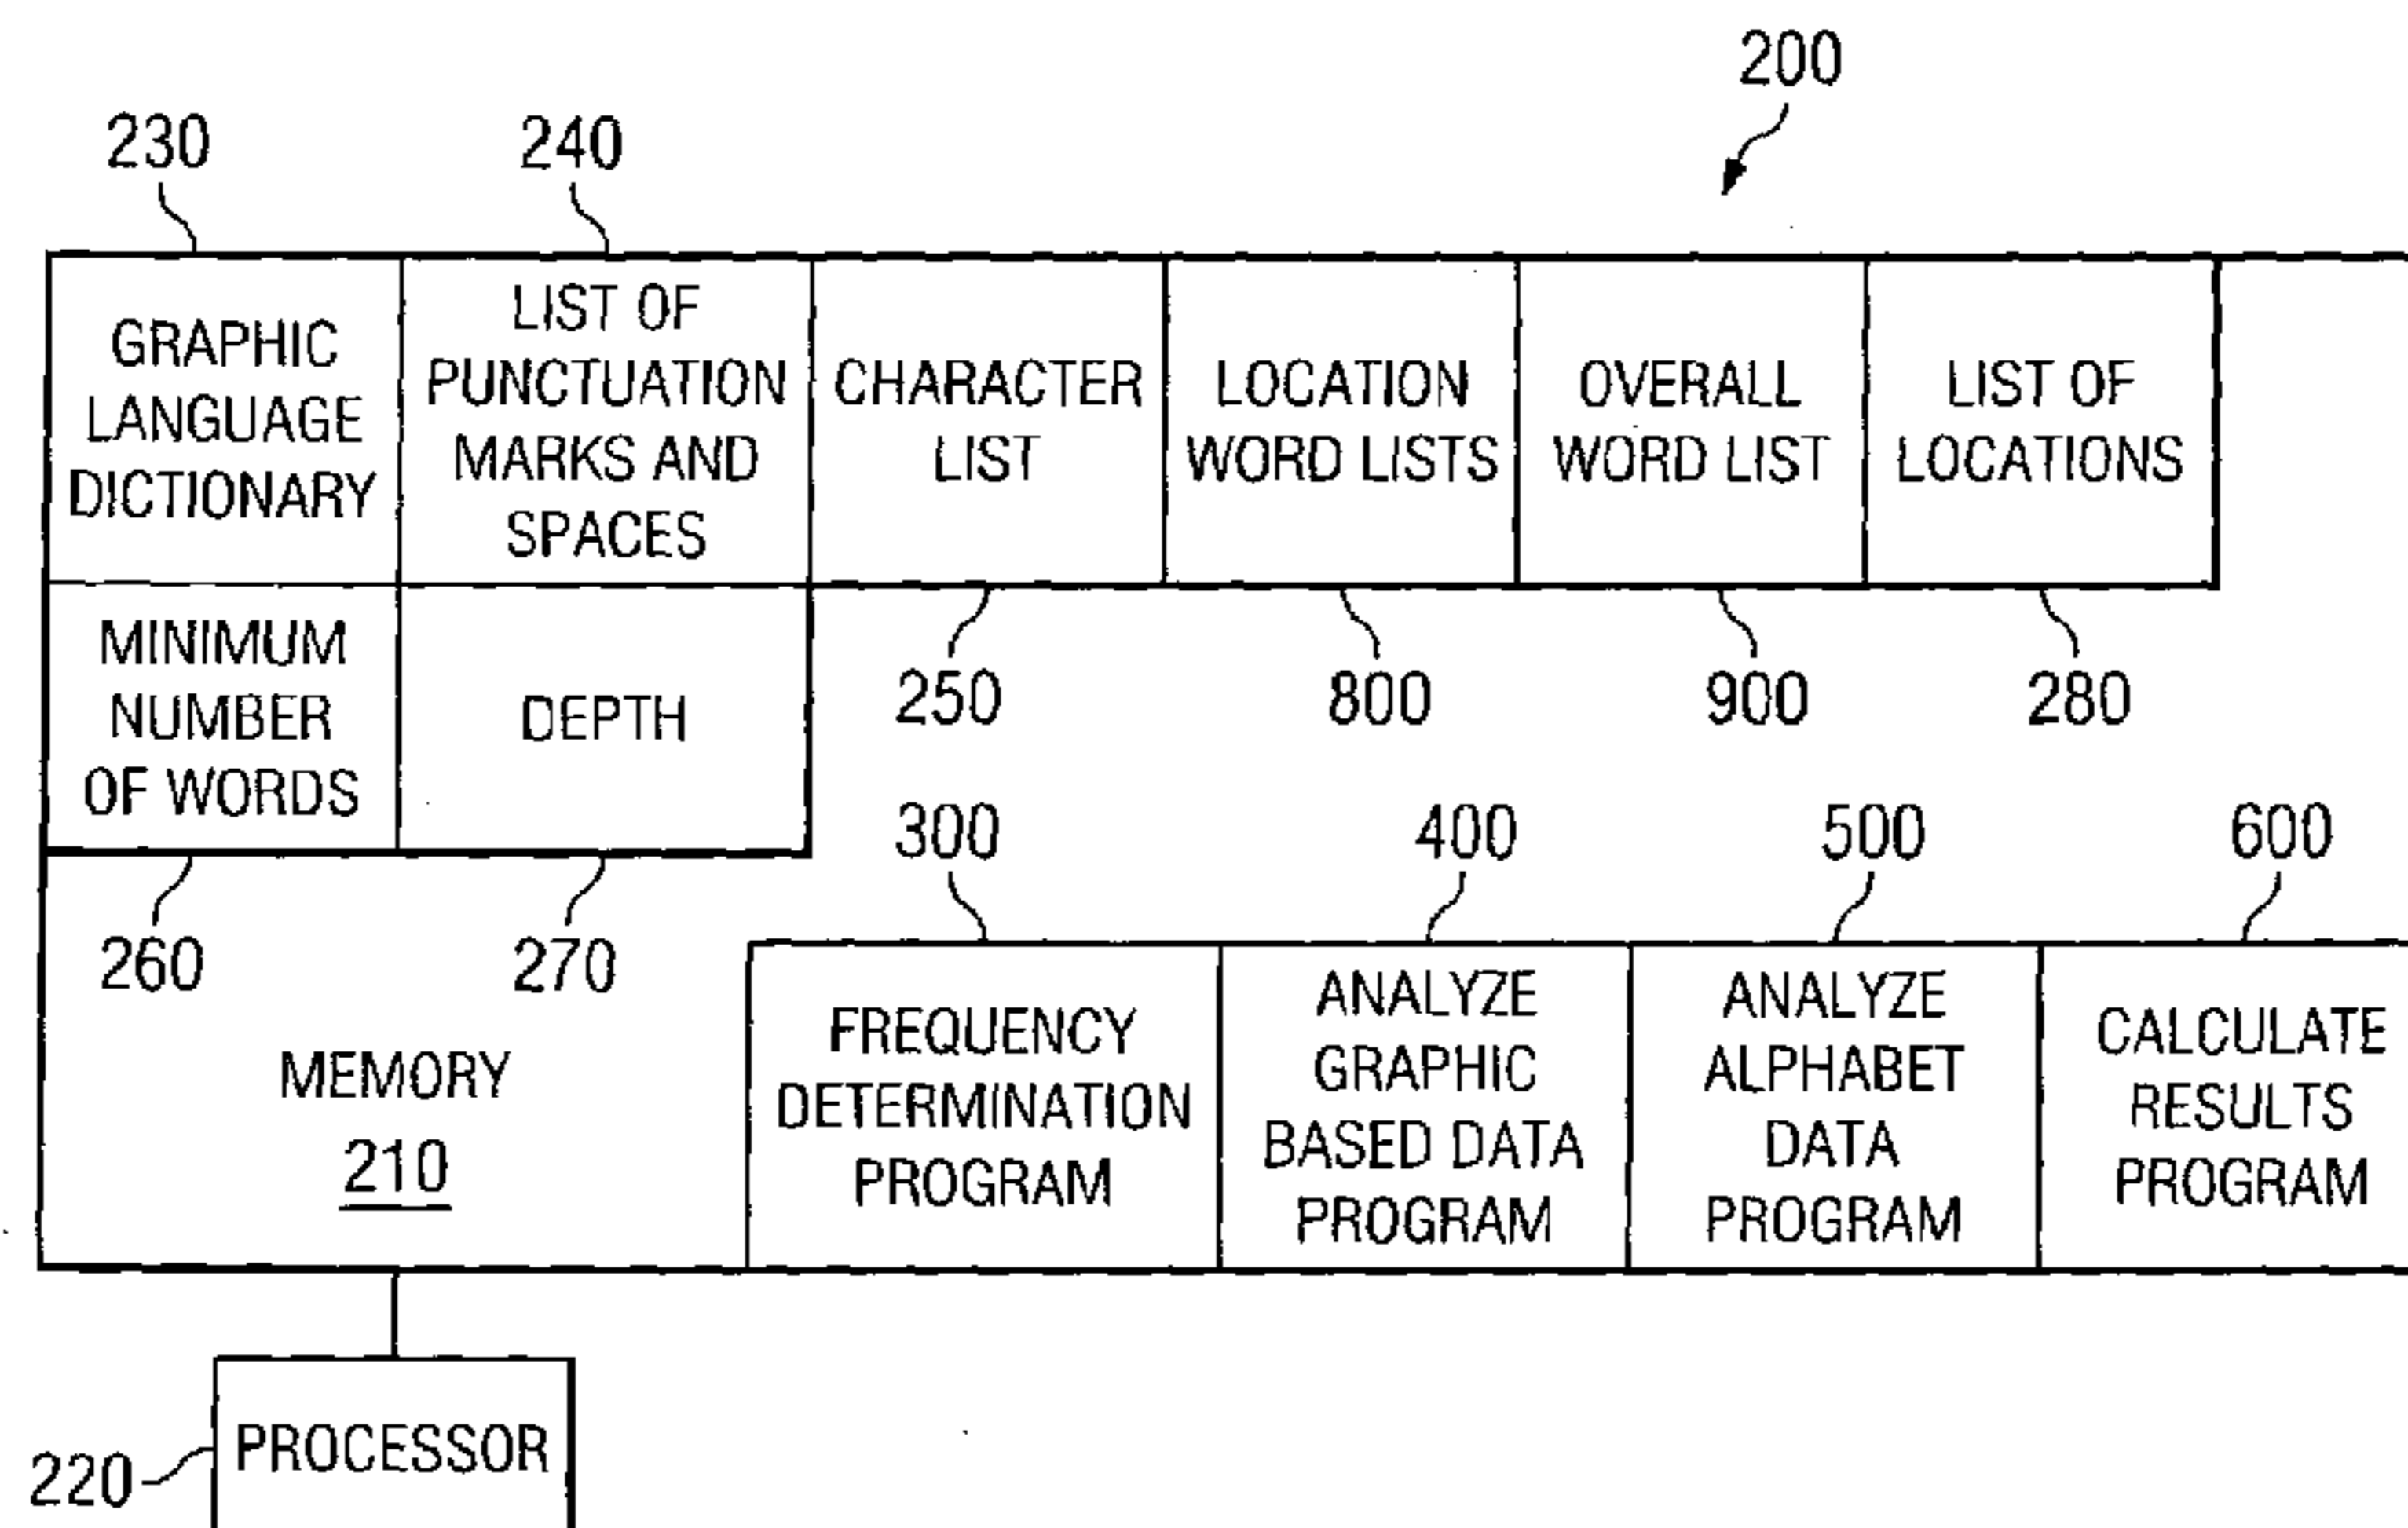 200
230
240
GRAPHIC
LANGUAGE
DICTIONARY
LIST OF
PUNCTUATION
MARKS AND
SPACES
CHARACTER
LIST
LOCATION
WORD LISTS
OVERALL
WORD LIST
LIST OF
LOCATIONS
MINIMUM
NUMBER
OF WORDS
DEPTH
250
800
900
280
260
270
300
400
500
600
MEMORY
210
FREQUENCY
DETERMINATION
PROGRAM
ANALYZE
GRAPHIC
BASED DATA
PROGRAM
ANALYZE
ALPHABET
DATA
PROGRAM
CALCULATE
RESULTS
PROGRAM
220
PROCESSOR